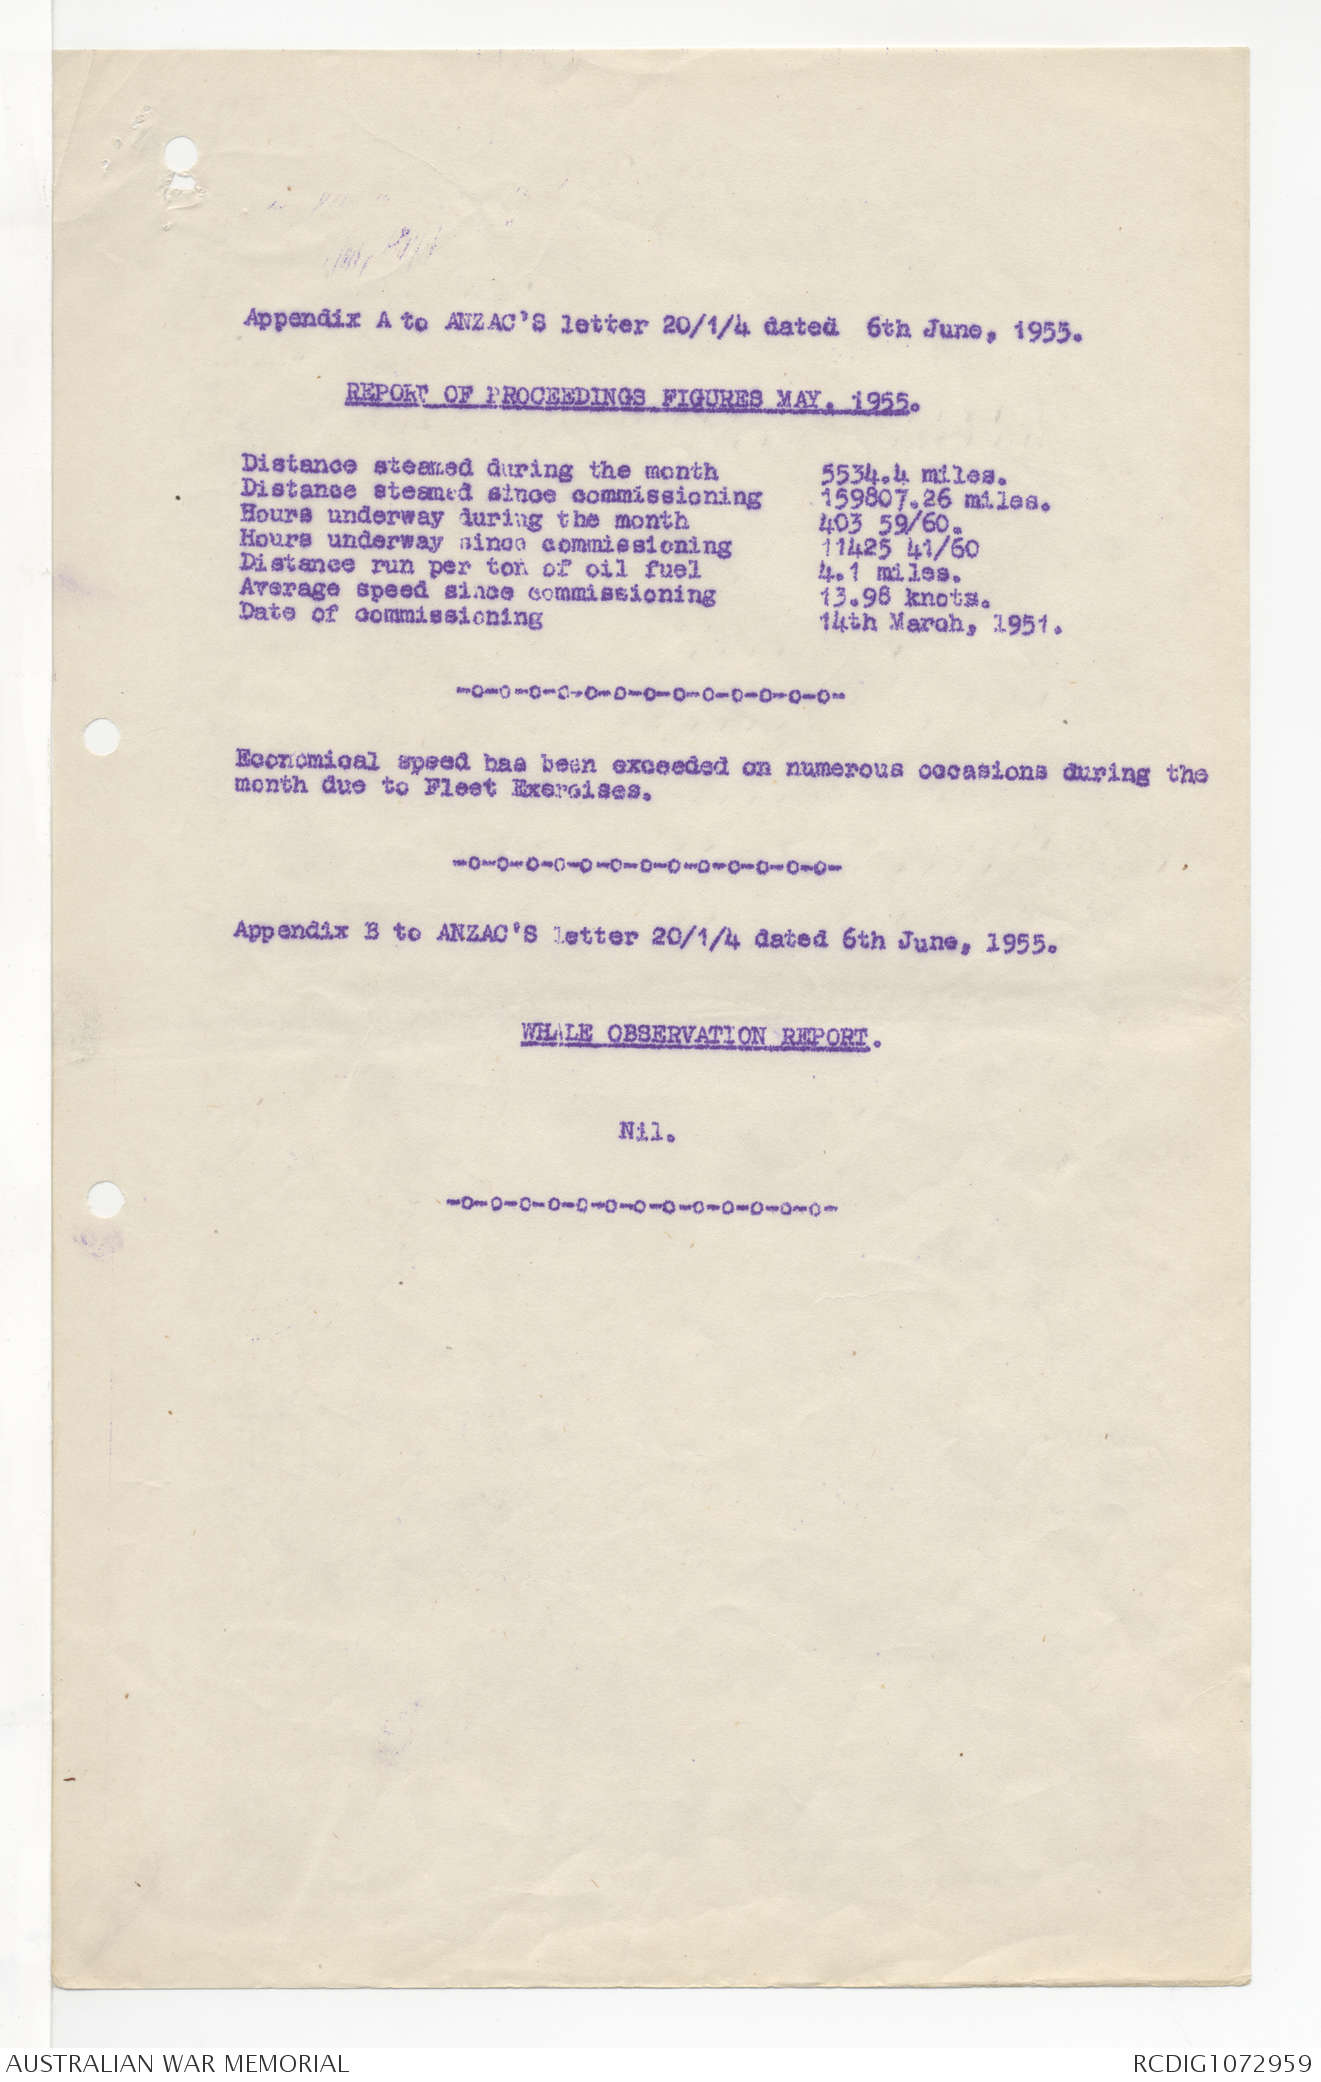 Appendix A to ANZAC'S letter 20/1/4 dated 6th June, 1955.
REPORT OF PROCEEDINGS FIGURES MAY, 1955.
Distance steamed during the month 5534.4 miles.
Distance steamed since commissioning 159807.26 miles.
Hours underway during the month 403 59/60.
Hours underway since commissioning 11425 41/60
Distance run per ton of oil fuel 4.1 miles.
Average speed since commissioning 13.98 knots.
Date of commissioning 14th March, 1951.
-o-o-o-o-o-o-o-o-o-o-o-o-o-
Economical speed has been exceeded on numerous occasions during the
month due to Fleet Exercises.
-o-o-o-o-o-o-o-o-o-o-o-o-o-
Appendix B to ANZAC'S letter 20/1/4 dated 6th June, 1955.
WHALE OBSERVATION REPORT.
Nil.
-o-o-o-o-o-o-o-o-o-o-o-o-o-
AUSTRALIAN WAR MEMORIAL RCDIG1072959